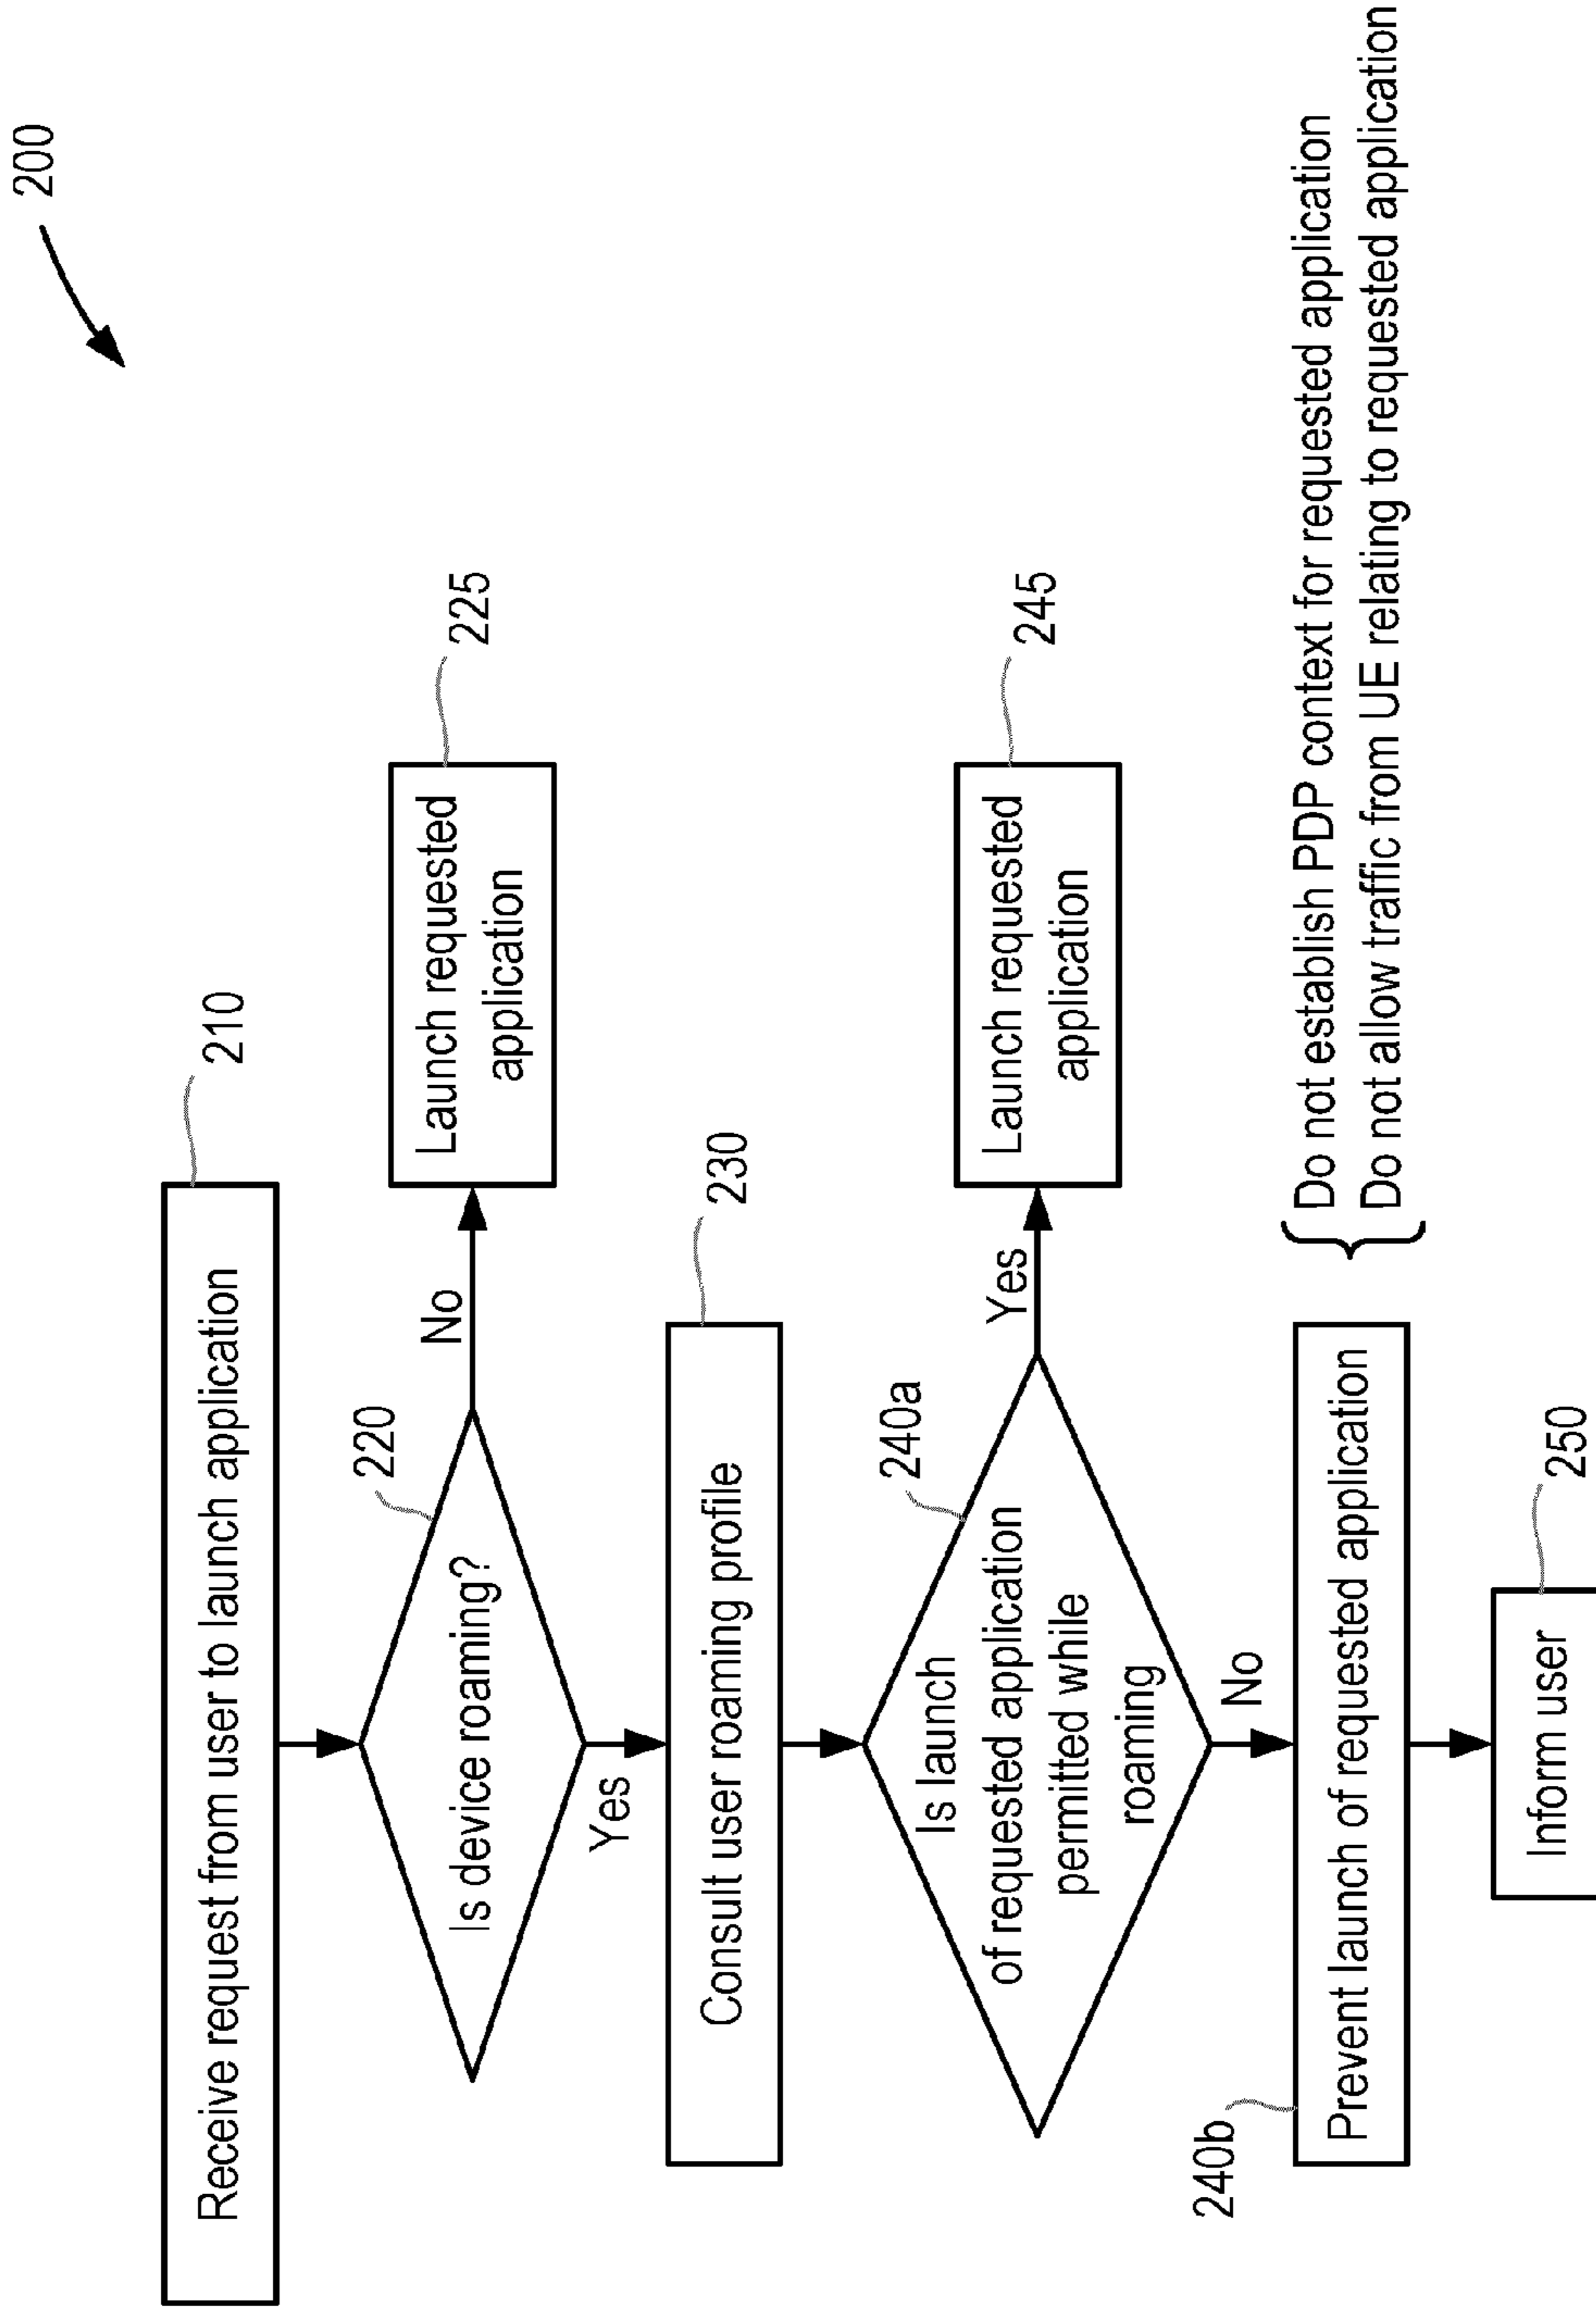 200
Receive request from user to launch application
210
220
Is device roaming?
No
Launch requested
application
225
Yes
Consult user roaming profile
230
240a
Is launch
of requested application
permitted while
roaming
Yes
Launch requested
application
245
No
240b
Prevent launch of requested application
Do not establish PDP context for requested application
Do not allow traffic from UE relating to requested application
Inform user
250